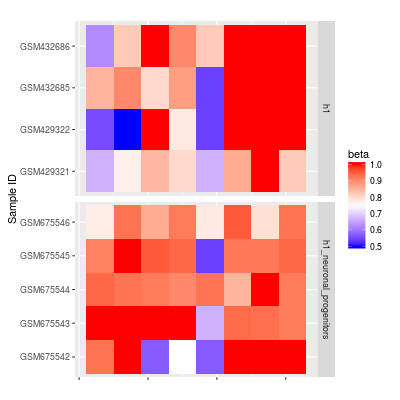 GSM432686
GSM432685
GSM429322
GSM429321
h1
GSM675546
GSM675545
GSM675544
GSM675543
GSM675542
h1_neuronal_progenitors
Sample ID
beta
1.0
0.9
0.8
0.7
0.6
0.5